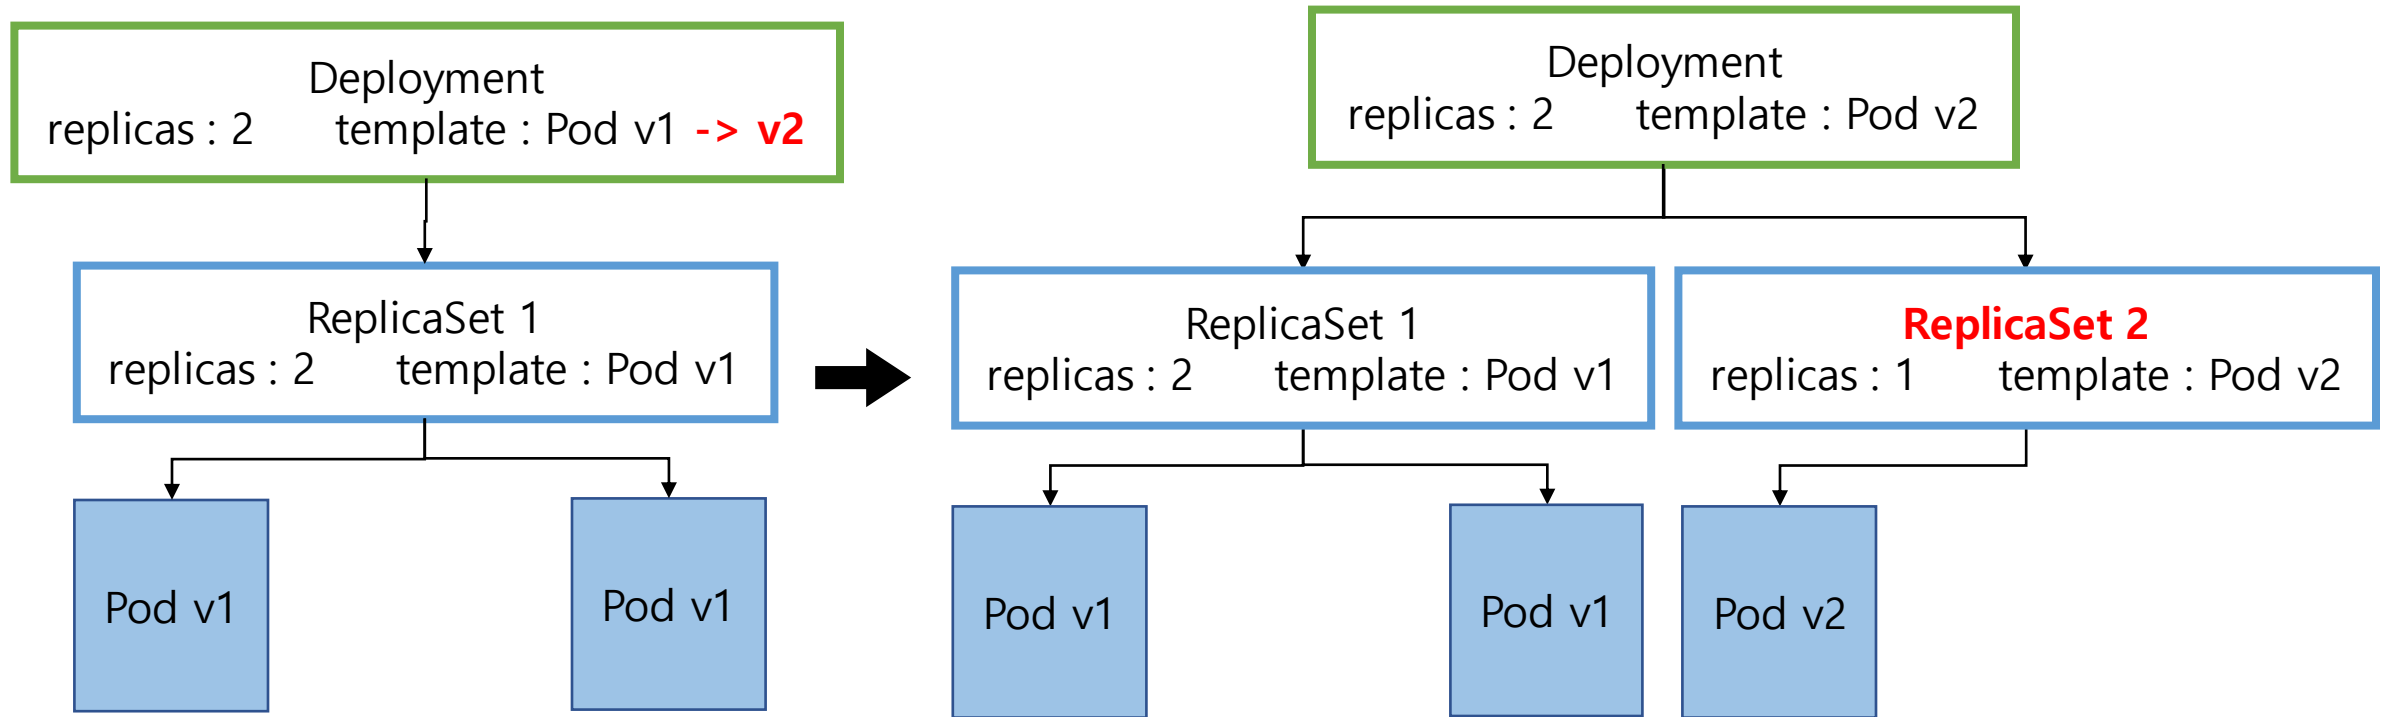 Deployment
replicas : 2 template : Pod v1 -> v2
ReplicaSet 1
replicas : 2 template : Pod v1
Pod v1
Pod v1
Deployment
replicas : 2 template : Pod v2
ReplicaSet 1
replicas : 2 template : Pod v1
ReplicaSet 2
replicas : 1 template : Pod v2
Pod v1
Pod v1
Pod v2